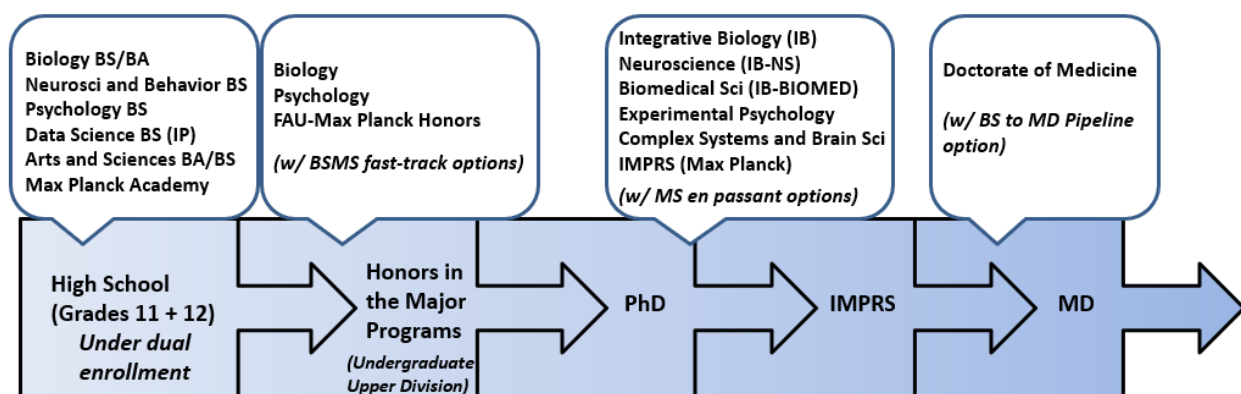 Biology BS/BA
Neurosci and Behavior BS
Psychology BS
Data Science BS (IP)
Arts and Sciences BA/BS
Max Planck Academy
Biology
Psychology
FAU-Max Planck Honors
(w/ BSMS fast-track options)
Integrative Biology (IB)
Neuroscience (IB-NS)
Biomedical Sci (IB-BIOMED)
Experimental Psychology
Complex Systems and Brain Sci
IMPRS (Max Planck)
(w/ MS en passant options)
Doctorate of Medicine
(w/ BS to MD Pipeline
option)
High School
(Grades 11 + 12)
Under dual
enrollment
Honors in
the Major
Programs
(Undergraduate
Upper Division)
PhD
IMPRS
MD